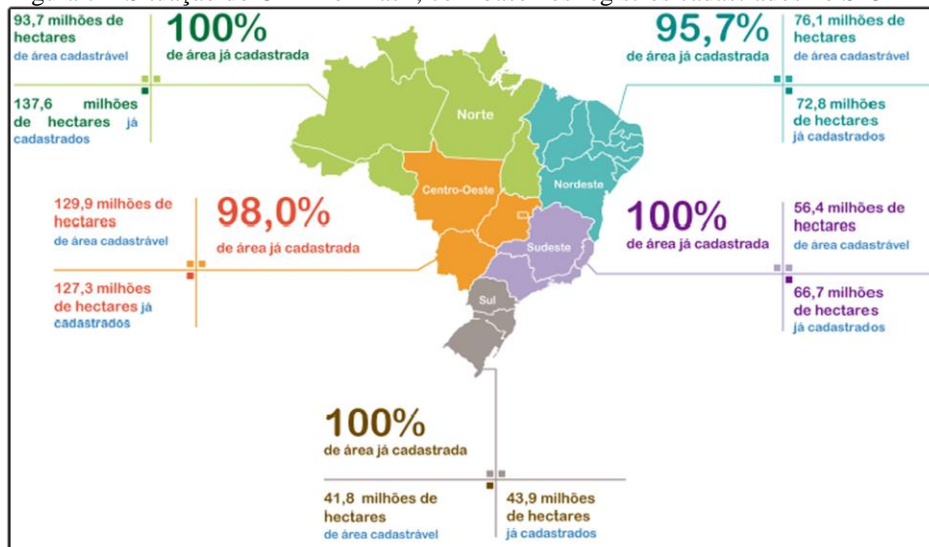 93,7 milhões de
hectares
de área cadastrável
100%
de área já cadastrada
137,6 milhões
de hectares já
cadastrados
95,7%
de área já cadastrada
76,1 milhões de
hectares
de área cadastrável
72,8 milhões
de hectares
já cadastrados
Norte
Nordeste
Centro-Oeste
Sudeste
Sul
129,9 milhões de
hectares
de área cadastrável
98,0%
de área já cadastrada
127,3 milhões
de hectares já
cadastrados
100%
de área já cadastrada
56,4 milhões de
hectares
de área cadastrável
66,7 milhões
de hectares
já cadastrados
100%
de área já cadastrada
41,8 milhões de
hectares
de área cadastrável
43,9 milhões
de hectares
já cadastrados